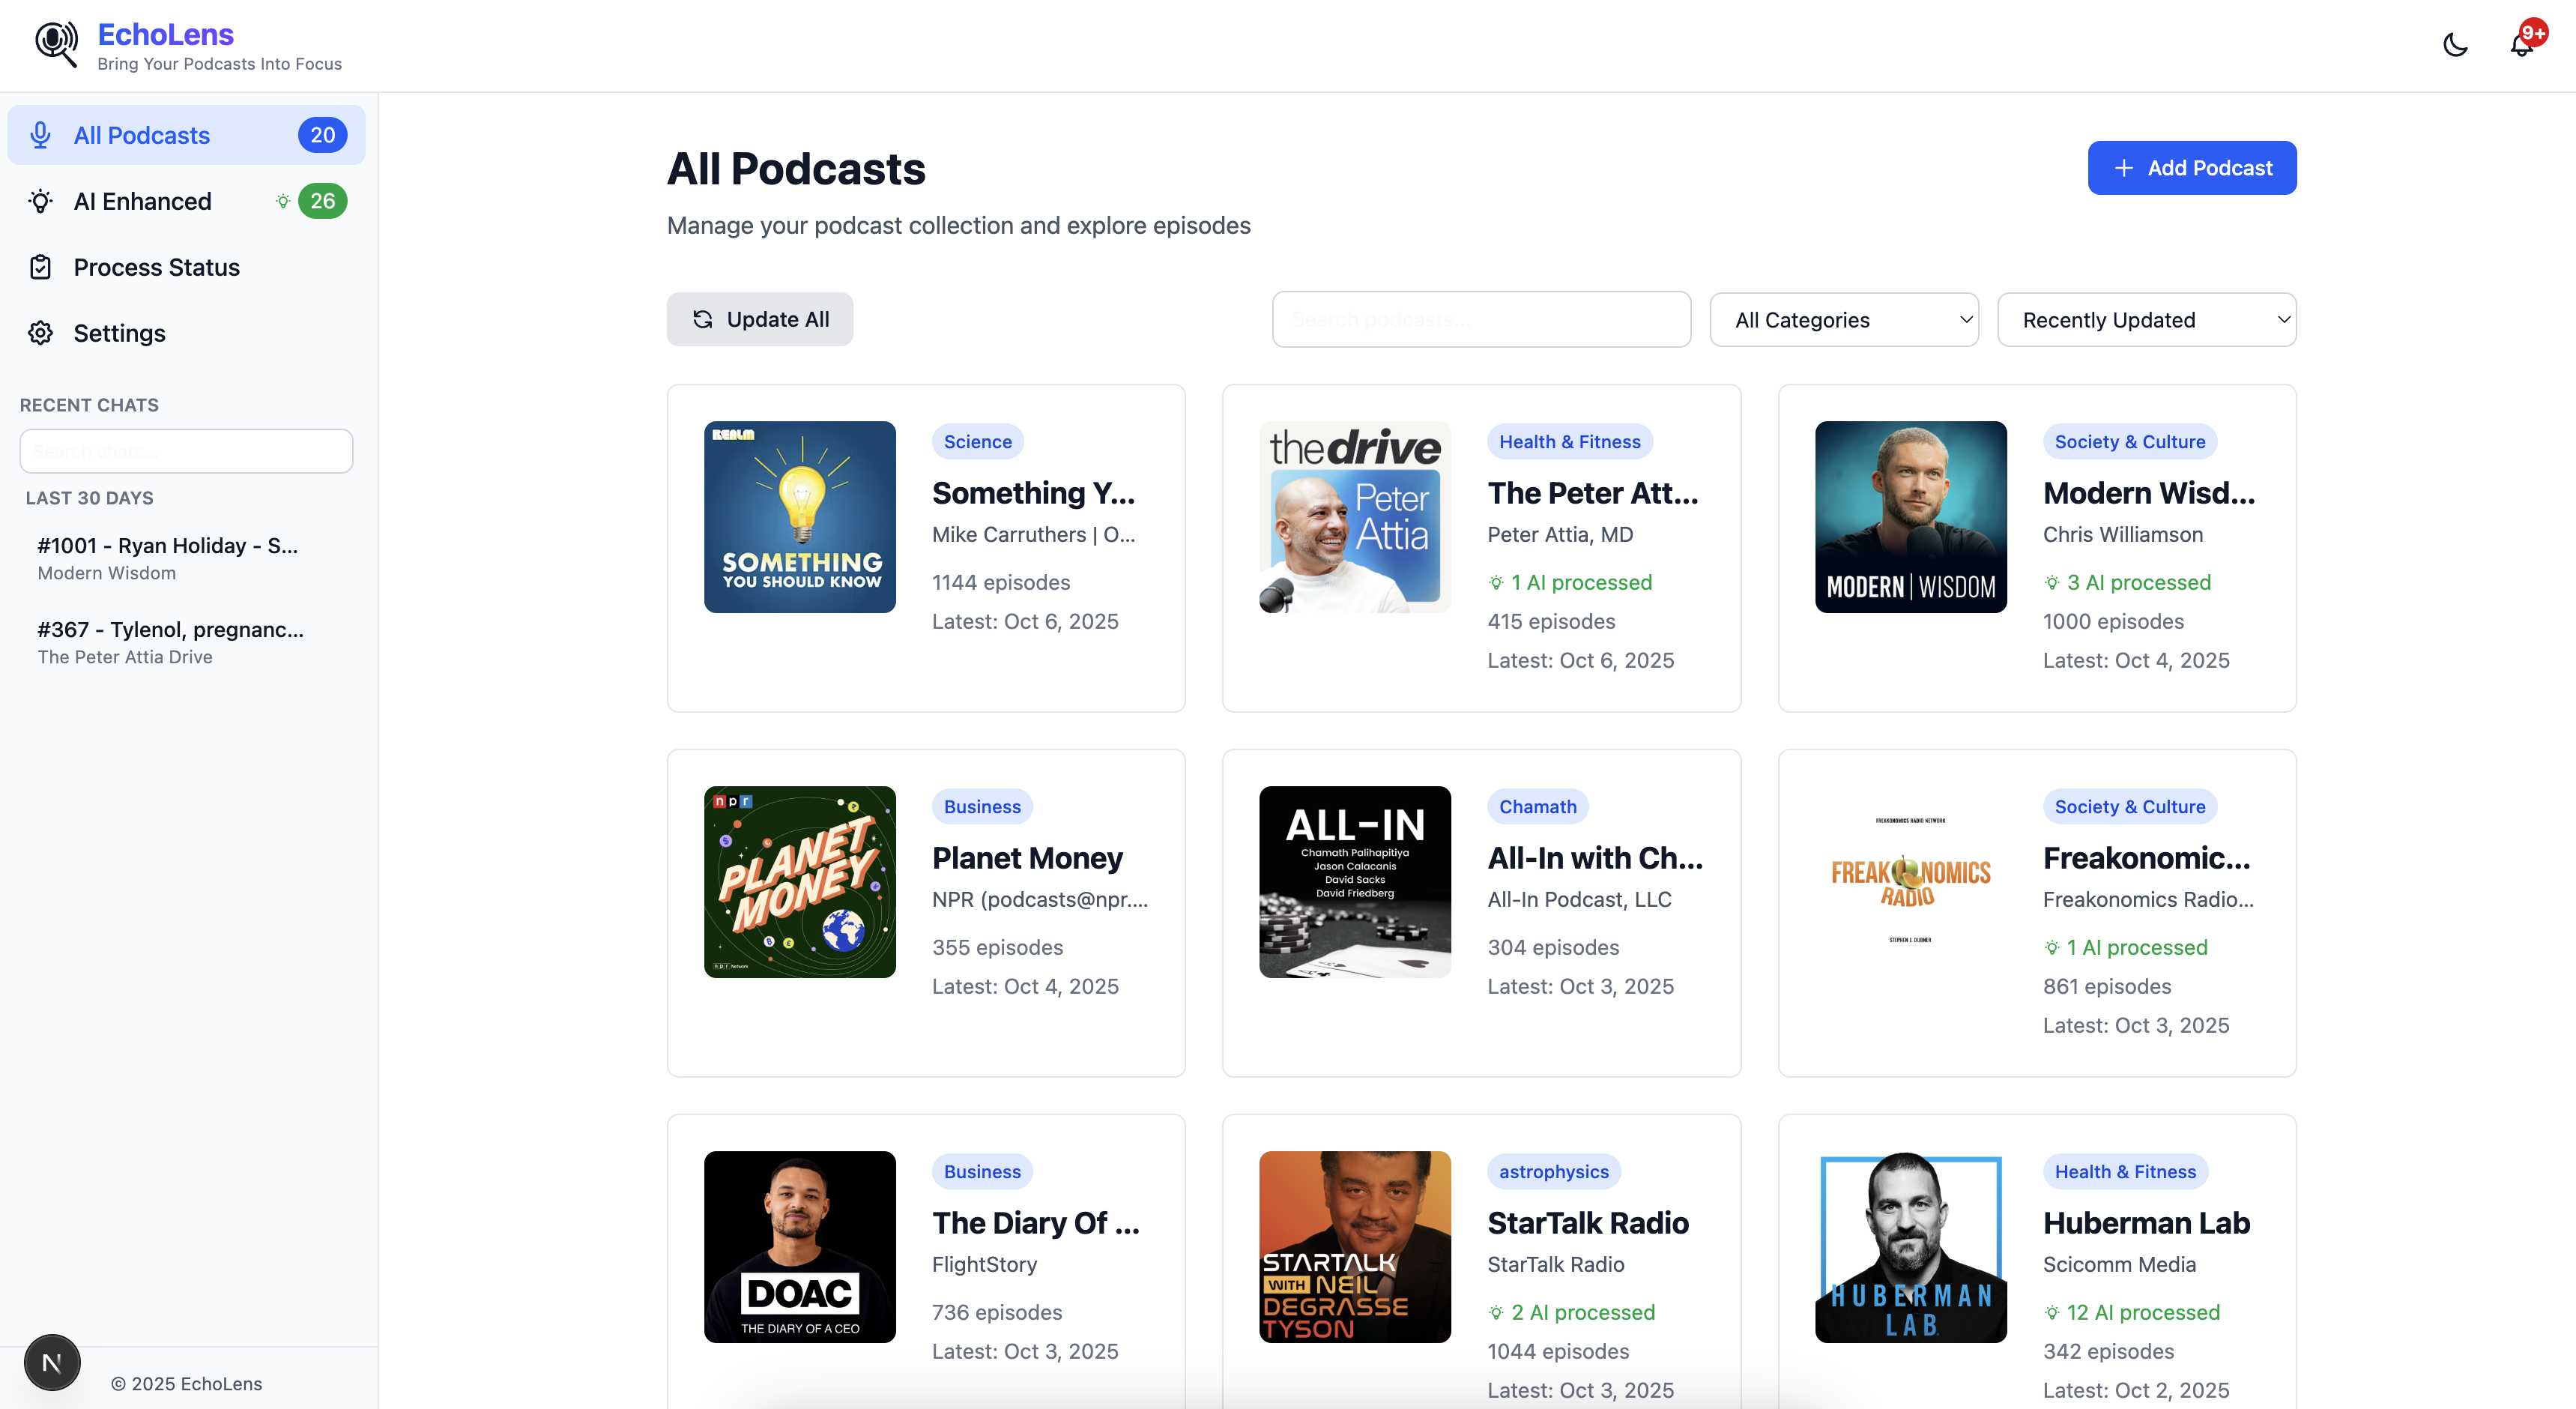 EchoLens
Bring Your Podcasts Into Focus
9+
All Podcasts 20
AI Enhanced 26
Process Status
Settings
RECENT CHATS
Search chats...
LAST 30 DAYS
#1001 - Ryan Holiday - S...
Modern Wisdom
#367 - Tylenol, pregnanc...
The Peter Attia Drive
N
© 2025 EchoLens
All Podcasts
Add Podcast
Manage your podcast collection and explore episodes
Update All
Search podcasts...
All Categories
Recently Updated
REALM
SOMETHING
YOU SHOULD KNOW
Science
Something Y...
Mike Carruthers | O...
1144 episodes
Latest: Oct 6, 2025
thedrive
Peter
Attia
Health & Fitness
The Peter Att...
Peter Attia, MD
1 AI processed
415 episodes
Latest: Oct 6, 2025
MODERN | WISDOM
Society & Culture
Modern Wisd...
Chris Williamson
3 AI processed
1000 episodes
Latest: Oct 4, 2025
npr
PLANET
MONEY
npr Network
Business
Planet Money
NPR (podcasts@npr....
355 episodes
Latest: Oct 4, 2025
ALL-IN
Chamath Palihapitiya
Jason Calacanis
David Sacks
David Friedberg
Chamath
All-In with Ch...
All-In Podcast, LLC
304 episodes
Latest: Oct 3, 2025
FREAKONOMICS RADIO NETWORK
FREAKONOMICS
RADIO
STEPHEN J. DUBNER
Society & Culture
Freakonomic...
Freakonomics Radio...
1 AI processed
861 episodes
Latest: Oct 3, 2025
DOAC
THE DIARY OF A CEO
Business
The Diary Of ...
FlightStory
736 episodes
Latest: Oct 3, 2025
STARTALK
WITH NEIL
DEGRASSE
TYSON
astrophysics
StarTalk Radio
StarTalk Radio
2 AI processed
1044 episodes
Latest: Oct 3, 2025
HUBERMAN
LAB
Health & Fitness
Huberman Lab
Scicomm Media
12 AI processed
342 episodes
Latest: Oct 2, 2025